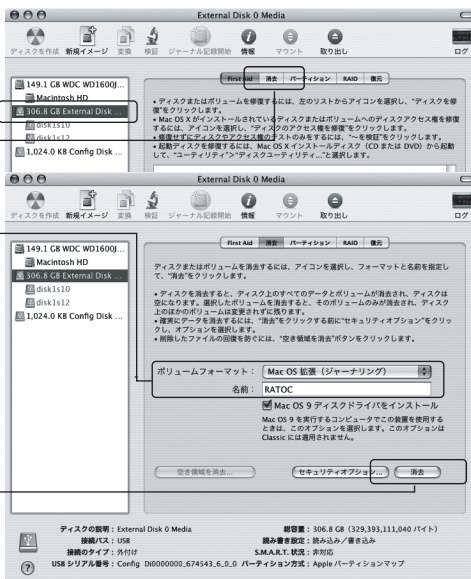 External Disk 0 Media
ディスクを作成 新規イメージ 変換 検証 ジャーナル記録開始 情報 マウント 取り出し ログ
149.1 GB WDC WD1600J...
Macintosh HD
306.8 GB External Disk
disk1s10
disk1s12
1,024.0 KB Config Disk ...
First Aid 消去 パーティション RAID 復元
• ディスクまたはボリュームを修復するには、左のリストからアイコンを選択し、"ディスクを修
復"をクリックします。
• Mac OS X がインストールされたディスクまたはボリュームへのディスクアクセス権を修復
するには、アイコンを選択し、"ディスクのアクセス権を修復"をクリックします。
• 修復せずにディスクやアクセス権のテストのみをするには、"〜を検証"をクリックします。
• 起動ディスクを修復するには、Mac OS X インストールディスク（CD または DVD）から起動
して、"ユーティリティ">"ディスクユーティリティ..."と選択します。
External Disk 0 Media
ディスクを作成 新規イメージ 変換 検証 ジャーナル記録開始 情報 マウント 取り出し ログ
149.1 GB WDC WD1600J...
Macintosh HD
306.8 GB External Disk ...
disk1s10
disk1s12
1,024.0 KB Config Disk ...
First Aid 消去 パーティション RAID 復元
ディスクまたはボリュームを消去するには、アイコンを選択し、フォーマットと名前を指定し
て、"消去"をクリックします。
• ディスクを消去すると、ディスク上のすべてのデータとボリュームが消去され、ディスクは
空になります。選択したボリュームを消去すると、そのボリュームのみが消去され、ディスク
上のほかのボリュームは変更されずに残ります。
• 確実にデータを消去するには、"消去"をクリックする前に"セキュリティオプション"をクリッ
クし、オプションを選択します。
• 削除したファイルの回復を防ぐには、"空き領域を消去"ボタンをクリックします。
ボリュームフォーマット： Mac OS 拡張（ジャーナリング）
名前： RATOC
Mac OS 9 ディスクドライバをインストール
Mac OS 9 を実行するコンピュータでこの装置を使用する
ときは、このオプションを選択します。このオプションは
Classic には適用されません。
空き領域を消去... セキュリティオプション... 消去
ディスクの説明：External Disk 0 Media 総容量：306.8 GB（329,393,111,040 バイト）
接続バス：USB 読み書き設定：読み込み／書き込み
接続のタイプ：外付け S.M.A.R.T. 状況：非対応
USB シリアル番号：Config Di0000000_674543_6_0_0 パーティション方式：Apple パーティションマップ